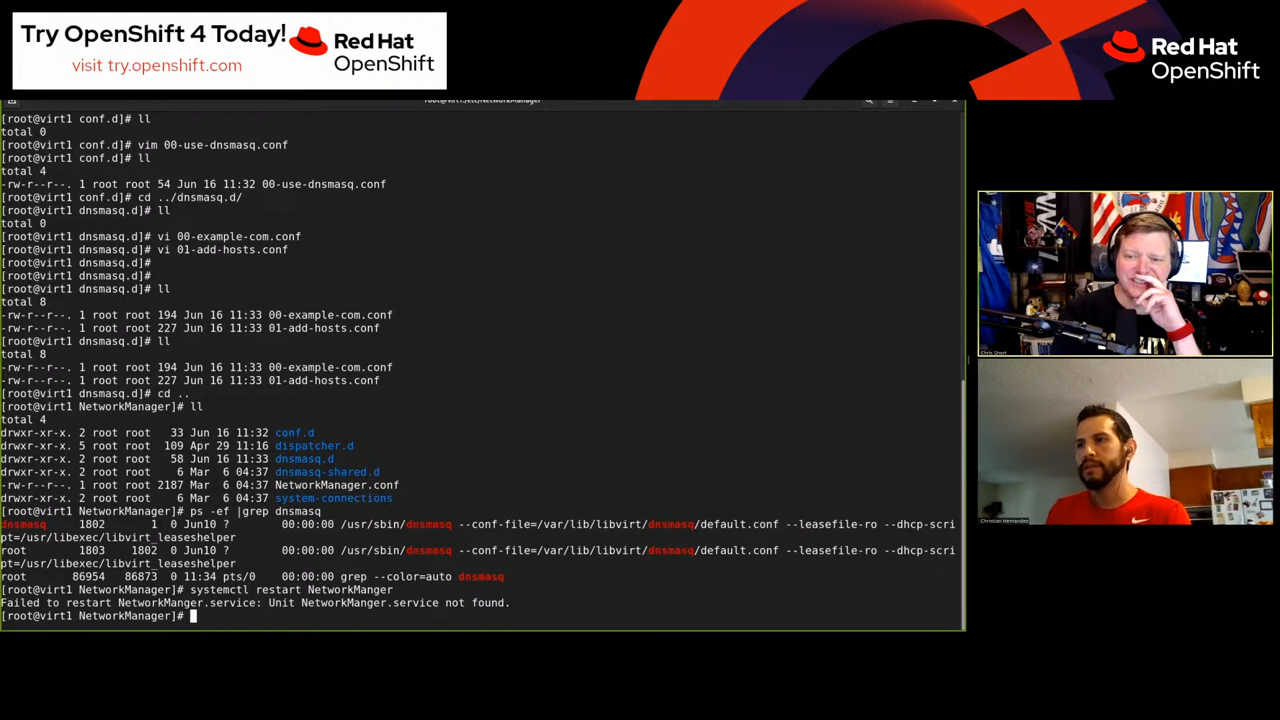 Try OpenShift 4 Today!
visit try.openshift.com
Red Hat
OpenShift
Red Hat
OpenShift
root@virt1:/etc/NetworkManager
[root@virt1 conf.d]# ll
total 0
[root@virt1 conf.d]# vim 00-use-dnsmasq.conf
[root@virt1 conf.d]# ll
total 4
-rw-r--r--. 1 root root 54 Jun 16 11:32 00-use-dnsmasq.conf
[root@virt1 conf.d]# cd ../dnsmasq.d/
[root@virt1 dnsmasq.d]# ll
total 0
[root@virt1 dnsmasq.d]# vi 00-example-com.conf
[root@virt1 dnsmasq.d]# vi 01-add-hosts.conf
[root@virt1 dnsmasq.d]#
[root@virt1 dnsmasq.d]#
[root@virt1 dnsmasq.d]# ll
total 8
-rw-r--r--. 1 root root 194 Jun 16 11:33 00-example-com.conf
-rw-r--r--. 1 root root 227 Jun 16 11:33 01-add-hosts.conf
[root@virt1 dnsmasq.d]# ll
total 8
-rw-r--r--. 1 root root 194 Jun 16 11:33 00-example-com.conf
-rw-r--r--. 1 root root 227 Jun 16 11:33 01-add-hosts.conf
[root@virt1 dnsmasq.d]# cd ..
[root@virt1 NetworkManager]# ll
total 4
drwxr-xr-x. 2 root root 33 Jun 16 11:32 conf.d
drwxr-xr-x. 5 root root 109 Apr 29 11:16 dispatcher.d
drwxr-xr-x. 2 root root 58 Jun 16 11:33 dnsmasq.d
drwxr-xr-x. 2 root root 6 Mar 6 04:37 dnsmasq-shared.d
-rw-r--r--. 1 root root 2187 Mar 6 04:37 NetworkManager.conf
drwxr-xr-x. 2 root root 6 Mar 6 04:37 system-connections
[root@virt1 NetworkManager]# ps -ef |grep dnsmasq
dnsmasq 1802 1 0 Jun10 ? 00:00:00 /usr/sbin/dnsmasq --conf-file=/var/lib/libvirt/dnsmasq/default.conf --leasefile-ro --dhcp-scri
pt=/usr/libexec/libvirt_leaseshelper
root 1803 1802 0 Jun10 ? 00:00:00 /usr/sbin/dnsmasq --conf-file=/var/lib/libvirt/dnsmasq/default.conf --leasefile-ro --dhcp-scri
pt=/usr/libexec/libvirt_leaseshelper
root 86954 86873 0 11:34 pts/0 00:00:00 grep --color=auto dnsmasq
[root@virt1 NetworkManager]# systemctl restart NetworkManger
Failed to restart NetworkManger.service: Unit NetworkManger.service not found.
[root@virt1 NetworkManager]#
Chris Short
Christian Hernandez